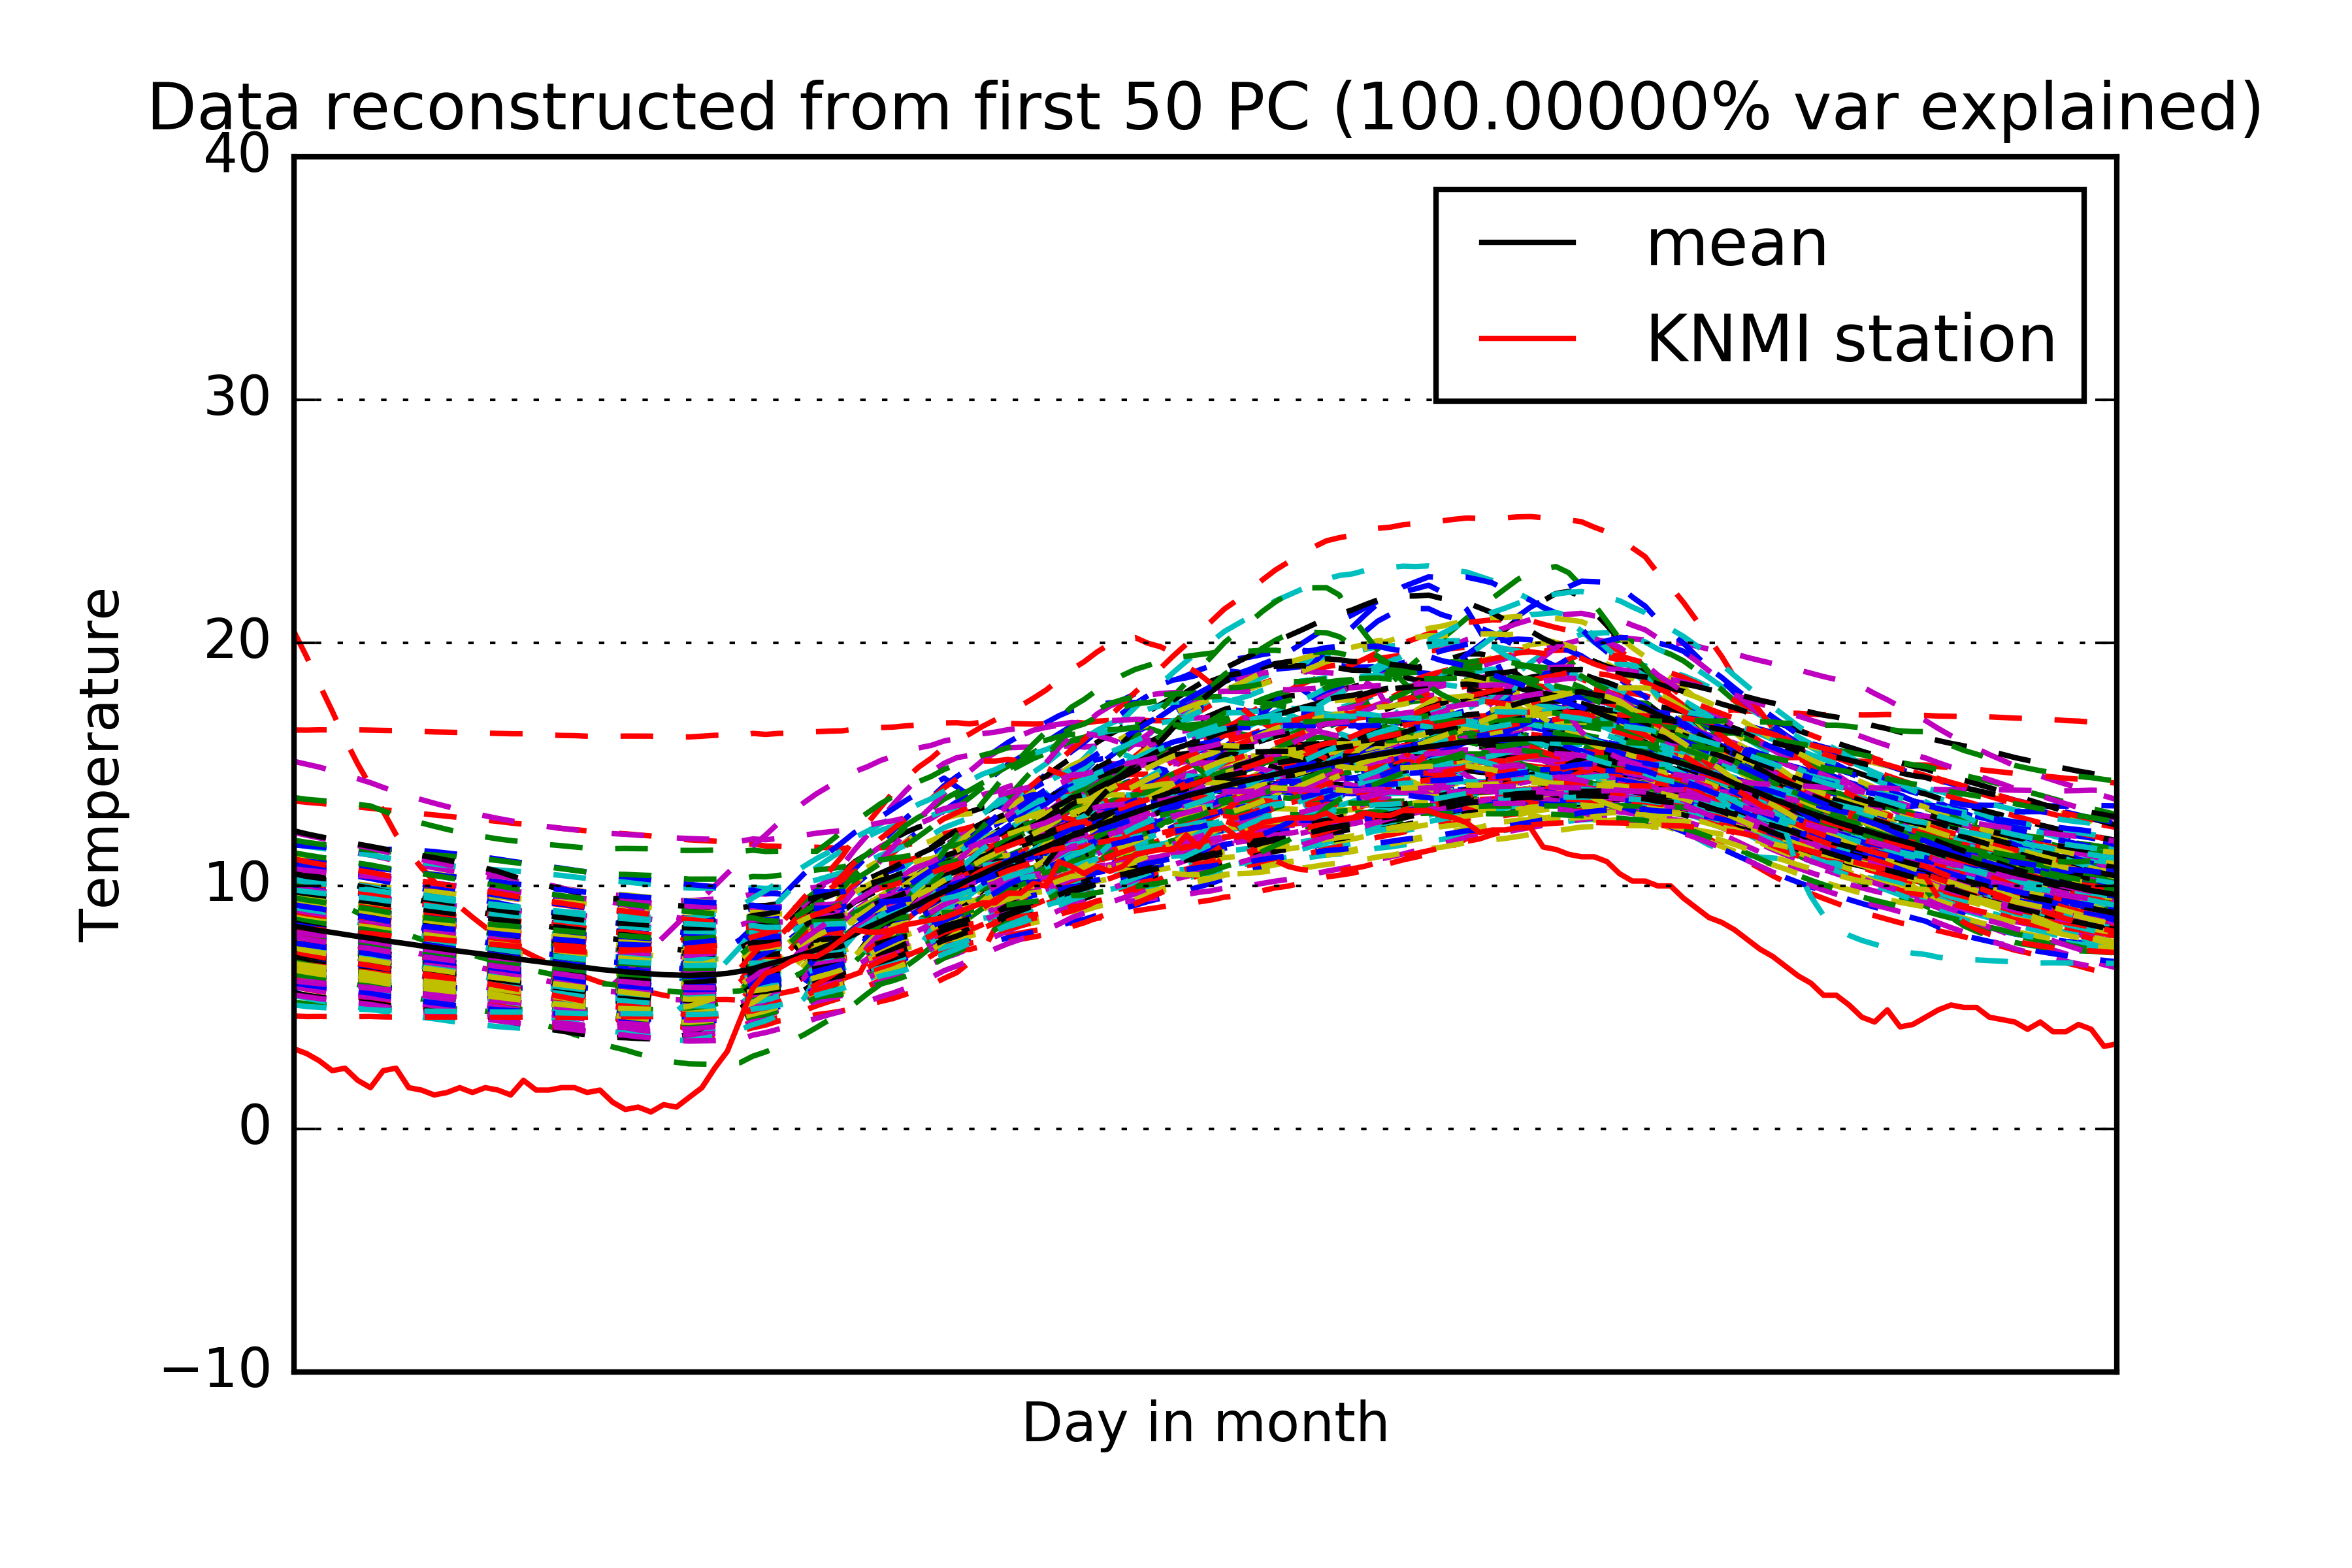 Data reconstructed from first 50 PC (100.00000% var explained)
40
30
20
10
0
−10
Temperature
mean
KNMI station
Day in month